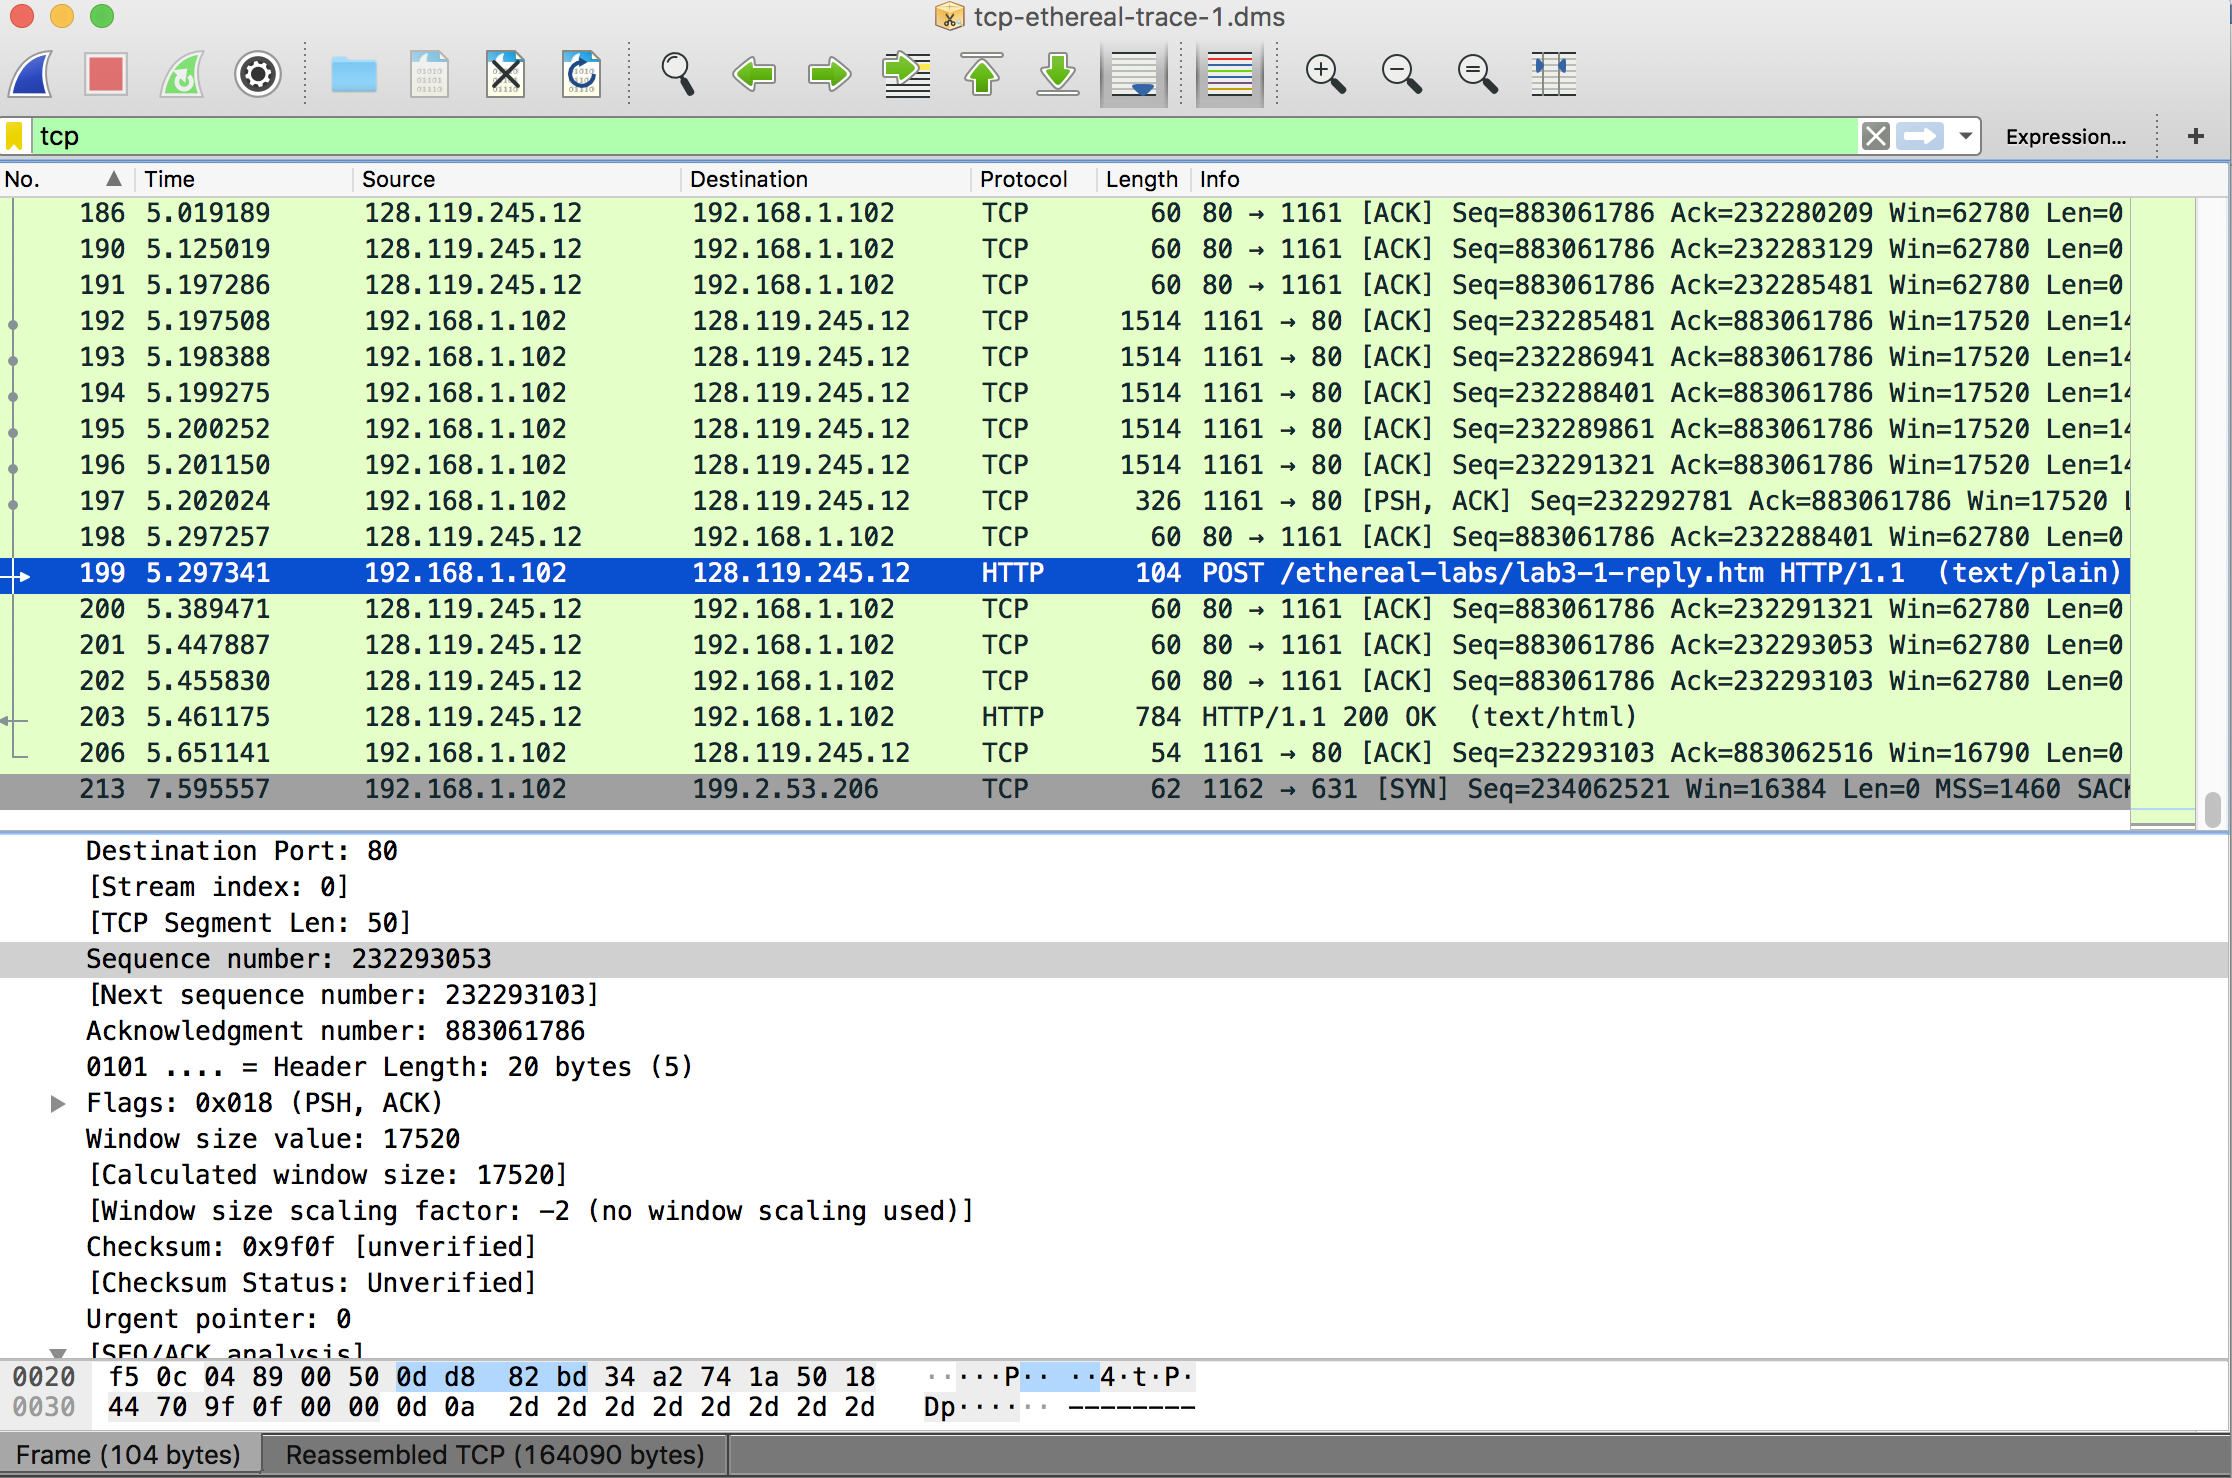 tcp-ethereal-trace-1.dms
tcp
Expression...
+
No. Time Source Destination Protocol Length Info
186 5.019189 128.119.245.12 192.168.1.102 TCP 60 80 → 1161 [ACK] Seq=883061786 Ack=232280209 Win=62780 Len=0
190 5.125019 128.119.245.12 192.168.1.102 TCP 60 80 → 1161 [ACK] Seq=883061786 Ack=232283129 Win=62780 Len=0
191 5.197286 128.119.245.12 192.168.1.102 TCP 60 80 → 1161 [ACK] Seq=883061786 Ack=232285481 Win=62780 Len=0
192 5.197508 192.168.1.102 128.119.245.12 TCP 1514 1161 → 80 [ACK] Seq=232285481 Ack=883061786 Win=17520 Len=14
193 5.198388 192.168.1.102 128.119.245.12 TCP 1514 1161 → 80 [ACK] Seq=232286941 Ack=883061786 Win=17520 Len=14
194 5.199275 192.168.1.102 128.119.245.12 TCP 1514 1161 → 80 [ACK] Seq=232288401 Ack=883061786 Win=17520 Len=14
195 5.200252 192.168.1.102 128.119.245.12 TCP 1514 1161 → 80 [ACK] Seq=232289861 Ack=883061786 Win=17520 Len=14
196 5.201150 192.168.1.102 128.119.245.12 TCP 1514 1161 → 80 [ACK] Seq=232291321 Ack=883061786 Win=17520 Len=14
197 5.202024 192.168.1.102 128.119.245.12 TCP 326 1161 → 80 [PSH, ACK] Seq=232292781 Ack=883061786 Win=17520 L
198 5.297257 128.119.245.12 192.168.1.102 TCP 60 80 → 1161 [ACK] Seq=883061786 Ack=232288401 Win=62780 Len=0
199 5.297341 192.168.1.102 128.119.245.12 HTTP 104 POST /ethereal-labs/lab3-1-reply.htm HTTP/1.1 (text/plain)
200 5.389471 128.119.245.12 192.168.1.102 TCP 60 80 → 1161 [ACK] Seq=883061786 Ack=232291321 Win=62780 Len=0
201 5.447887 128.119.245.12 192.168.1.102 TCP 60 80 → 1161 [ACK] Seq=883061786 Ack=232293053 Win=62780 Len=0
202 5.455830 128.119.245.12 192.168.1.102 TCP 60 80 → 1161 [ACK] Seq=883061786 Ack=232293103 Win=62780 Len=0
203 5.461175 128.119.245.12 192.168.1.102 HTTP 784 HTTP/1.1 200 OK (text/html)
206 5.651141 192.168.1.102 128.119.245.12 TCP 54 1161 → 80 [ACK] Seq=232293103 Ack=883062516 Win=16790 Len=0
213 7.595557 192.168.1.102 199.2.53.206 TCP 62 1162 → 631 [SYN] Seq=234062521 Win=16384 Len=0 MSS=1460 SACK
Destination Port: 80
[Stream index: 0]
[TCP Segment Len: 50]
Sequence number: 232293053
[Next sequence number: 232293103]
Acknowledgment number: 883061786
0101 .... = Header Length: 20 bytes (5)
Flags: 0x018 (PSH, ACK)
Window size value: 17520
[Calculated window size: 17520]
[Window size scaling factor: -2 (no window scaling used)]
Checksum: 0x9f0f [unverified]
[Checksum Status: Unverified]
Urgent pointer: 0
[SEQ/ACK analysis]
0020 f5 0c 04 89 00 50 0d d8 82 bd 34 a2 74 1a 50 18 ·····P·· ··4·t·P·
0030 44 70 9f 0f 00 00 0d 0a 2d 2d 2d 2d 2d 2d 2d 2d Dp······ --------
Frame (104 bytes) Reassembled TCP (164090 bytes)